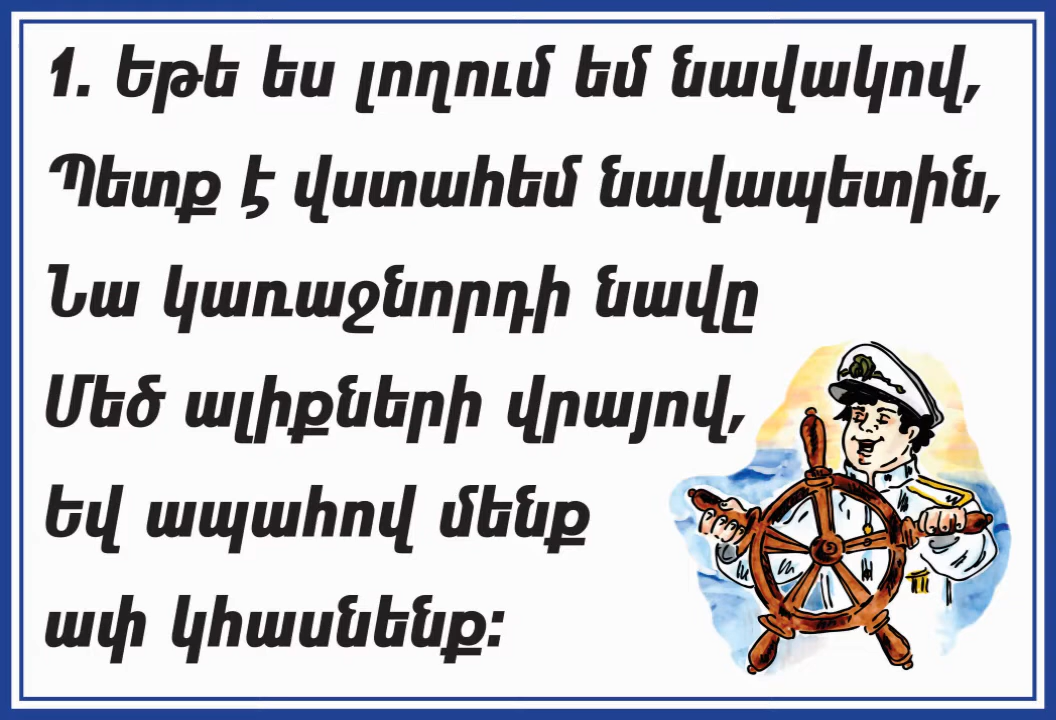 1. Եթե ես լողում եմ նավակով,
Պետք է վստահեմ նավապետին,
Նա կառաջնորդի նավը
Մեծ ալիքների վրայով,
Եվ ապահով մենք
ափ կհասնենք: